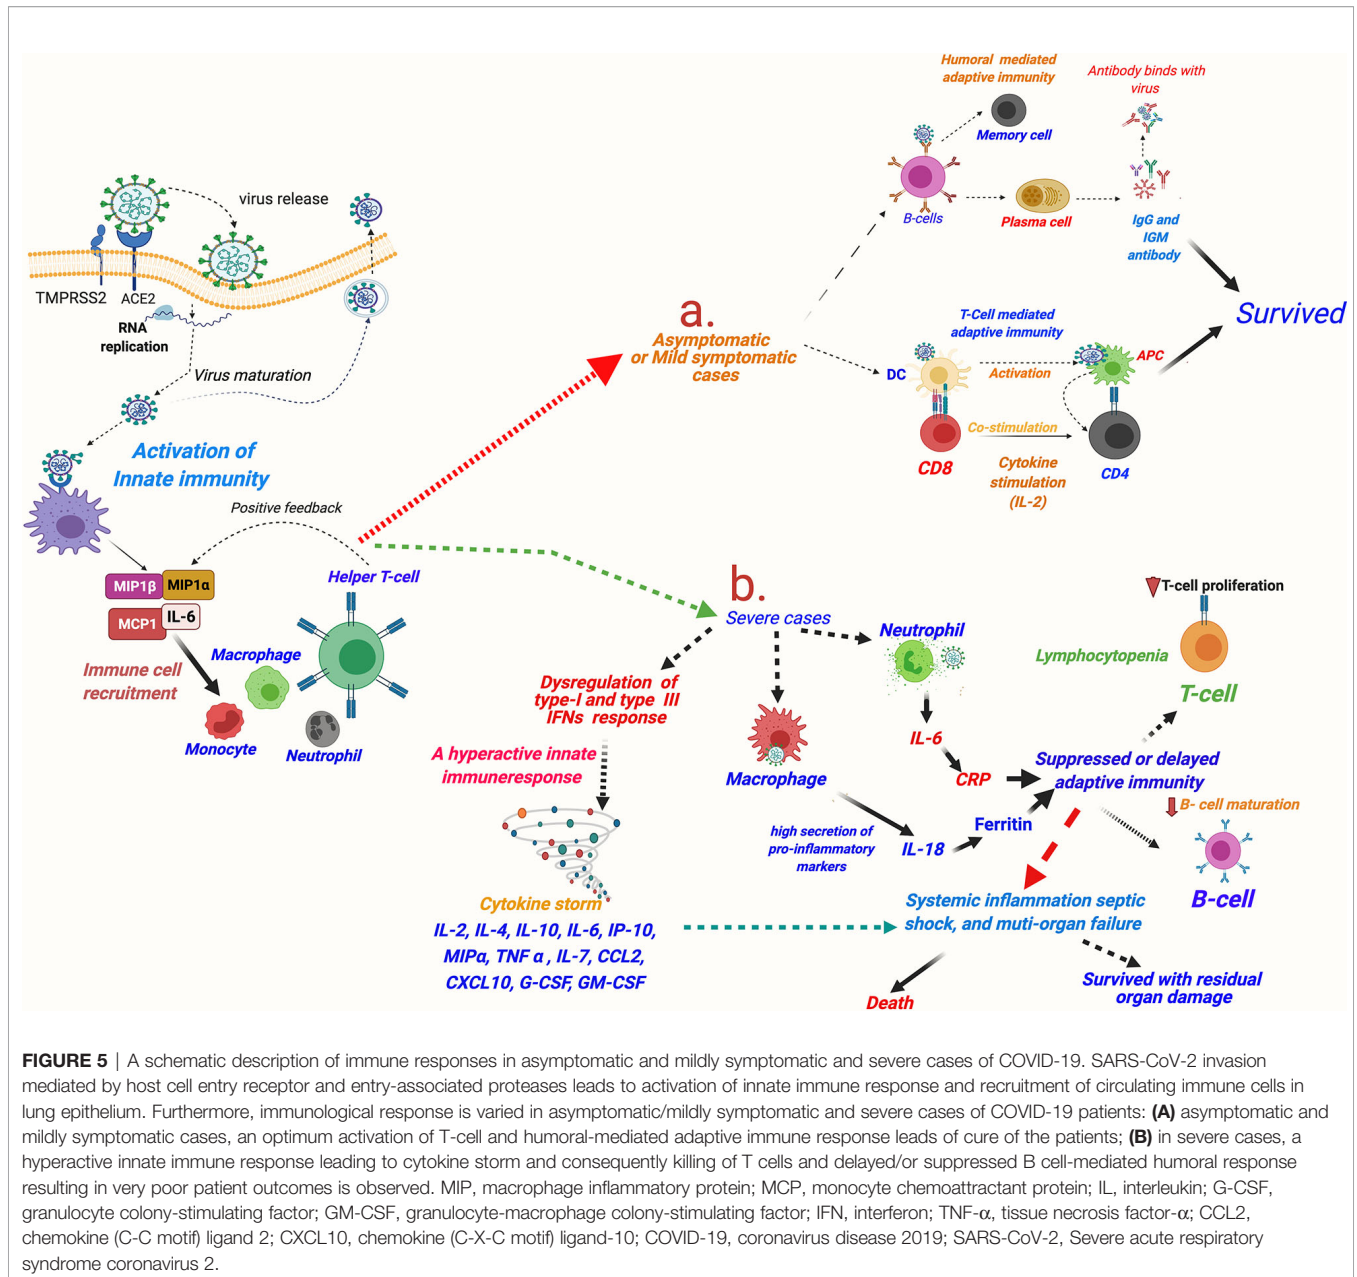 Humoral mediated
adaptive immunity
Memory cell
B-cells
Plasma cell
Antibody binds with
virus
IgG and
IGM
antibody
virus release
TMPRSS2
ACE2
RNA
replication
Virus maturation
Activation of
Innate immunity
Positive feedback
MIP1β
MIP1α
MCP1
IL-6
Immune cell
recruitment
Macrophage
Monocyte
Neutrophil
Helper T-cell
a.
Asymptomatic
or Mild symptomatic
cases
T-Cell mediated
adaptive immunity
DC
Activation
APC
Co-stimulation
CD8
Cytokine
stimulation
(IL-2)
CD4
Survived
b.
Severe cases
Dysregulation of
type-I and type III
IFNs response
A hyperactive innate
immuneresponse
Cytokine storm
IL-2, IL-4, IL-10, IL-6, IP-10,
MIPα, TNF α , IL-7, CCL2,
CXCL10, G-CSF, GM-CSF
Macrophage
high secretion of
pro-inflammatory
markers
IL-18
Ferritin
Neutrophil
IL-6
CRP
Suppressed or delayed
adaptive immunity
T-cell proliferation
Lymphocytopenia
T-cell
B- cell maturation
B-cell
Systemic inflammation septic
shock, and muti-organ failure
Death
Survived with residual
organ damage
FIGURE 5 | A schematic description of immune responses in asymptomatic and mildly symptomatic and severe cases of COVID-19. SARS-CoV-2 invasion
mediated by host cell entry receptor and entry-associated proteases leads to activation of innate immune response and recruitment of circulating immune cells in
lung epithelium. Furthermore, immunological response is varied in asymptomatic/mildly symptomatic and severe cases of COVID-19 patients: (A) asymptomatic and
mildly symptomatic cases, an optimum activation of T-cell and humoral-mediated adaptive immune response leads of cure of the patients; (B) in severe cases, a
hyperactive innate immune response leading to cytokine storm and consequently killing of T cells and delayed/or suppressed B cell-mediated humoral response
resulting in very poor patient outcomes is observed. MIP, macrophage inflammatory protein; MCP, monocyte chemoattractant protein; IL, interleukin; G-CSF,
granulocyte colony-stimulating factor; GM-CSF, granulocyte-macrophage colony-stimulating factor; IFN, interferon; TNF-α, tissue necrosis factor-α; CCL2,
chemokine (C-C motif) ligand 2; CXCL10, chemokine (C-X-C motif) ligand-10; COVID-19, coronavirus disease 2019; SARS-CoV-2, Severe acute respiratory
syndrome coronavirus 2.